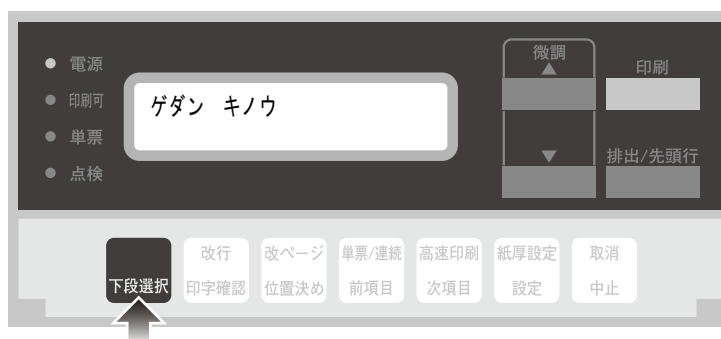 微調
電源
印刷
印刷可
ゲダン キノウ
単票
排出/先頭行
点検
改行
改ページ
単票/連続
高速印刷
紙厚設定
取消
下段選択
印字確認
位置決め
前項目
次項目
設定
中止